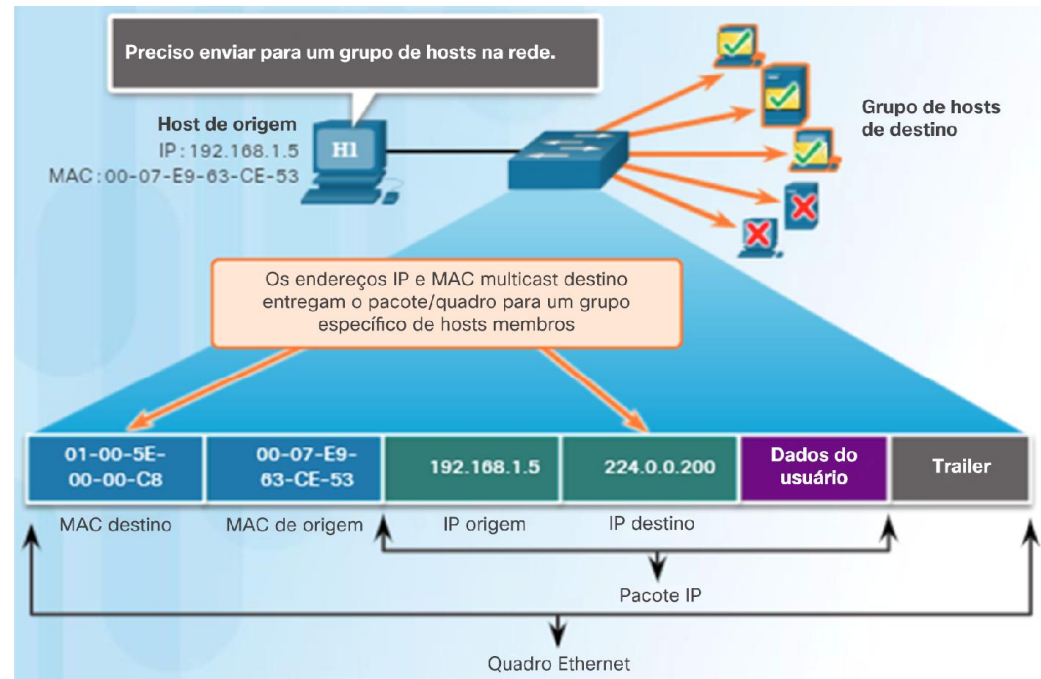 Preciso enviar para um grupo de hosts na rede.
Host de origem
IP:192.168.1.5
MAC:00-07-E9-63-CE-53
H1
Grupo de hosts
de destino
Os endereços IP e MAC multicast destino
entregam o pacote/quadro para um grupo
específico de hosts membros
01-00-5E-
00-00-C8
00-07-E9-
63-CE-53
192.168.1.5
224.0.0.200
Dados do
usuário
Trailer
MAC destino
MAC de origem
IP origem
IP destino
Pacote IP
Quadro Ethernet